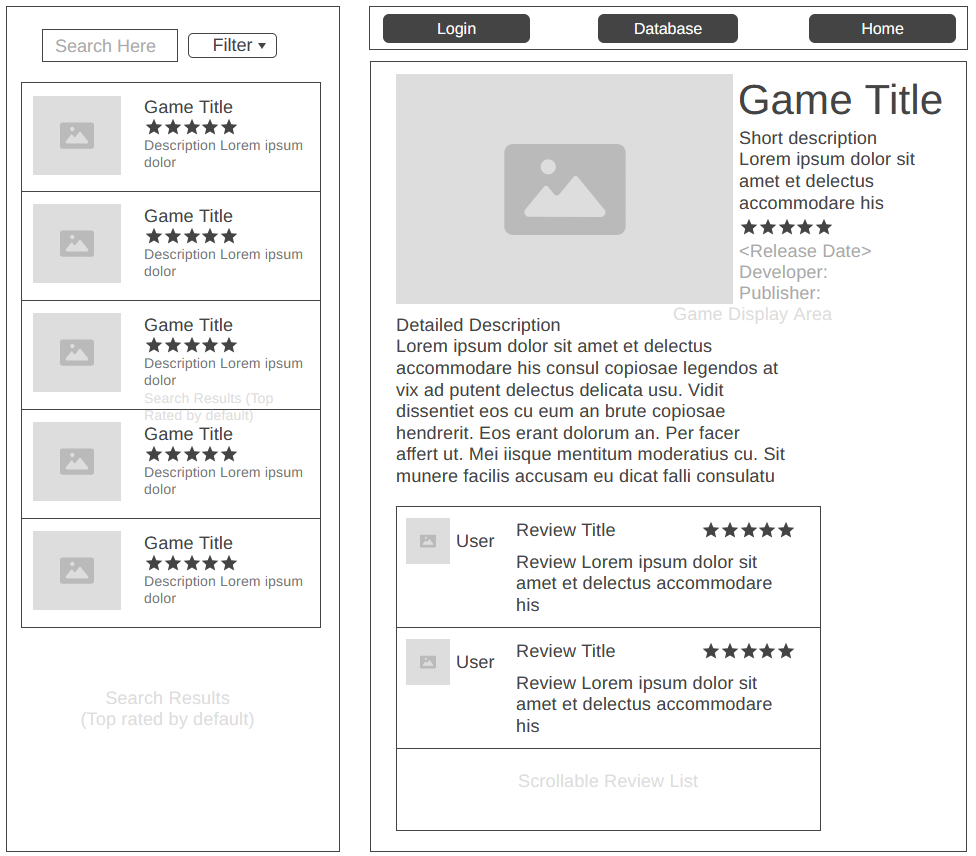 Search Here
Filter
Game Title
Description Lorem ipsum
dolor
Game Title
Description Lorem ipsum
dolor
Game Title
Description Lorem ipsum
dolor
Search Results (Top
Rated by default)
Game Title
Description Lorem ipsum
dolor
Game Title
Description Lorem ipsum
dolor
Search Results
(Top rated by default)
Login
Database
Home
Game Title
Short description
Lorem ipsum dolor sit
amet et delectus
accommodare his
<Release Date>
Developer:
Publisher:
Game Display Area
Detailed Description
Lorem ipsum dolor sit amet et delectus
accommodare his consul copiosae legendos at
vix ad putent delectus delicata usu. Vidit
dissentiet eos cu eum an brute copiosae
hendrerit. Eos erant dolorum an. Per facer
affert ut. Mei iisque mentitum moderatius cu. Sit
munere facilis accusam eu dicat falli consulatu
User
Review Title
Review Lorem ipsum dolor sit
amet et delectus accommodare
his
User
Review Title
Review Lorem ipsum dolor sit
amet et delectus accommodare
his
Scrollable Review List